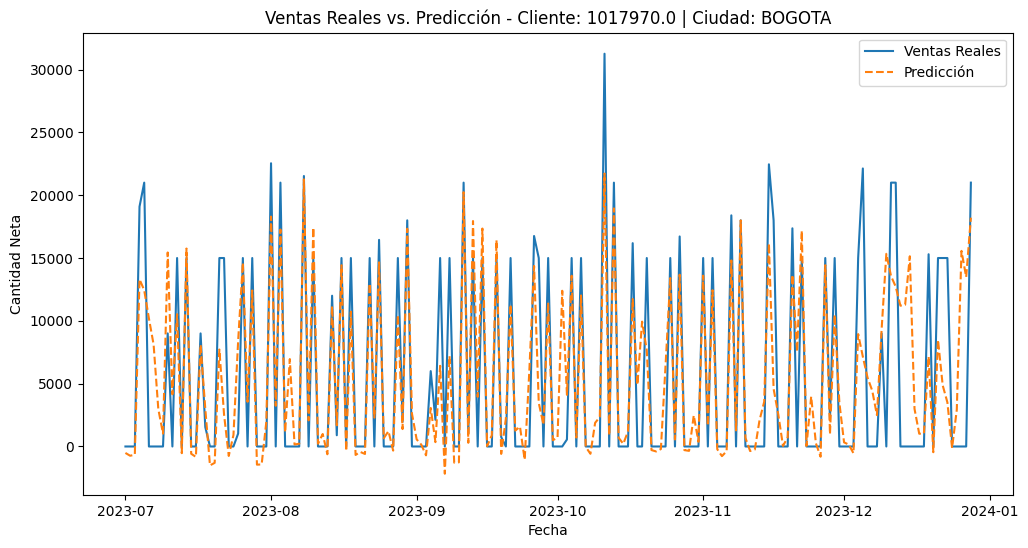 Ventas Reales vs. Predicción - Cliente: 1017970.0 | Ciudad: BOGOTA
Ventas Reales
Predicción
Cantidad Neta
30000
25000
20000
15000
10000
5000
0
2023-07
2023-08
2023-09
2023-10
2023-11
2023-12
2024-01
Fecha